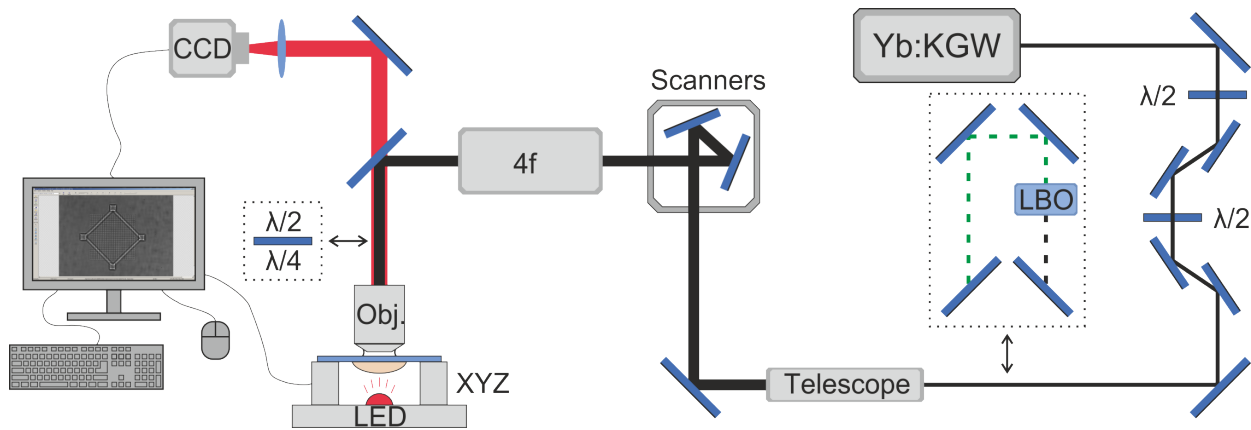 CCD
Yb:KGW
Scanners
λ/2
4f
LBO
λ/2
λ/2
λ/4
Obj.
XYZ
Telescope
LED